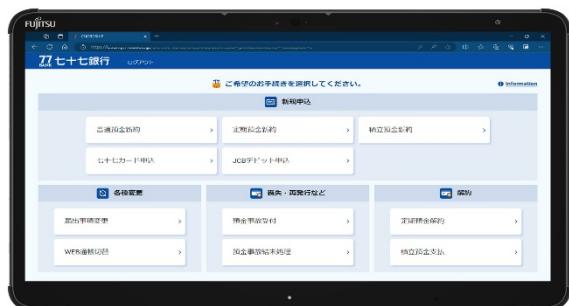 FUJITSU
77 BANK 七十七銀行 ログアウト
ご希望のお手続きを選択してください。
Information
新規申込
普通預金新約 定期預金新約 積立預金新約
七十七カード申込 JCBデビット申込
各種変更 喪失・再発行など 解約
届出事項変更 預金事故受付 定期預金解約
WEB通帳切替 預金事故結末処理 積立預金支払